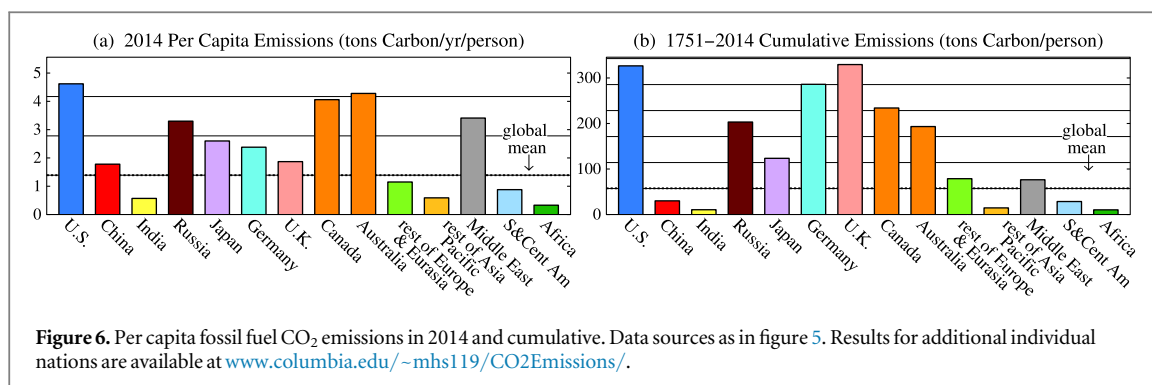 (a) 2014 Per Capita Emissions (tons Carbon/yr/person)
5
4
3
2
1
0
global
mean
U.S.
China
India
Russia
Japan
Germany
U.K.
Canada
Australia
rest of Europe
& Eurasia
rest of Asia
Pacific
Middle East
S&Cent Am
Africa
(b) 1751–2014 Cumulative Emissions (tons Carbon/person)
300
200
100
0
global
mean
U.S.
China
India
Russia
Japan
Germany
U.K.
Canada
Australia
rest of Europe
& Eurasia
rest of Asia
Pacific
Middle East
S&Cent Am
Africa
Figure 6. Per capita fossil fuel CO₂ emissions in 2014 and cumulative. Data sources as in figure 5. Results for additional individual
nations are available at www.columbia.edu/~mhs119/CO2Emissions/.